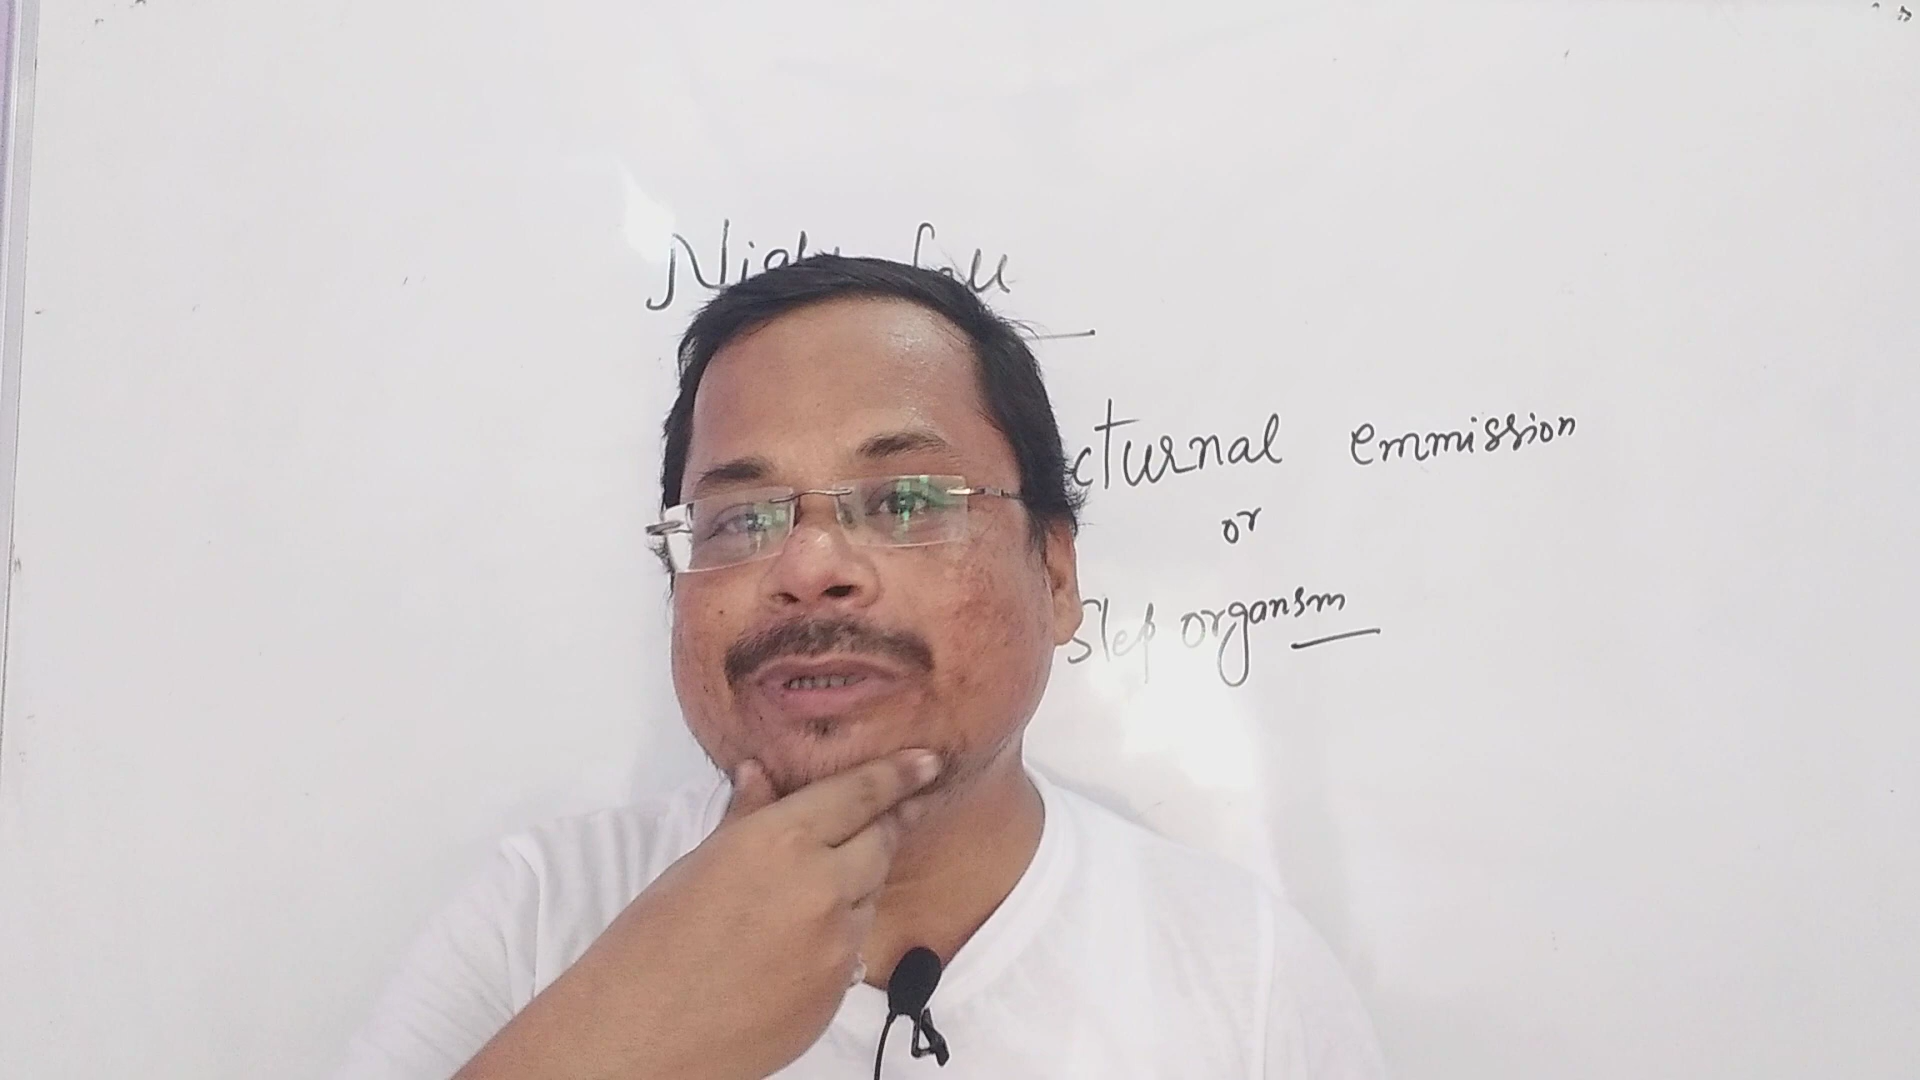 Night fall
cturnal emmission
or
Slep organsm